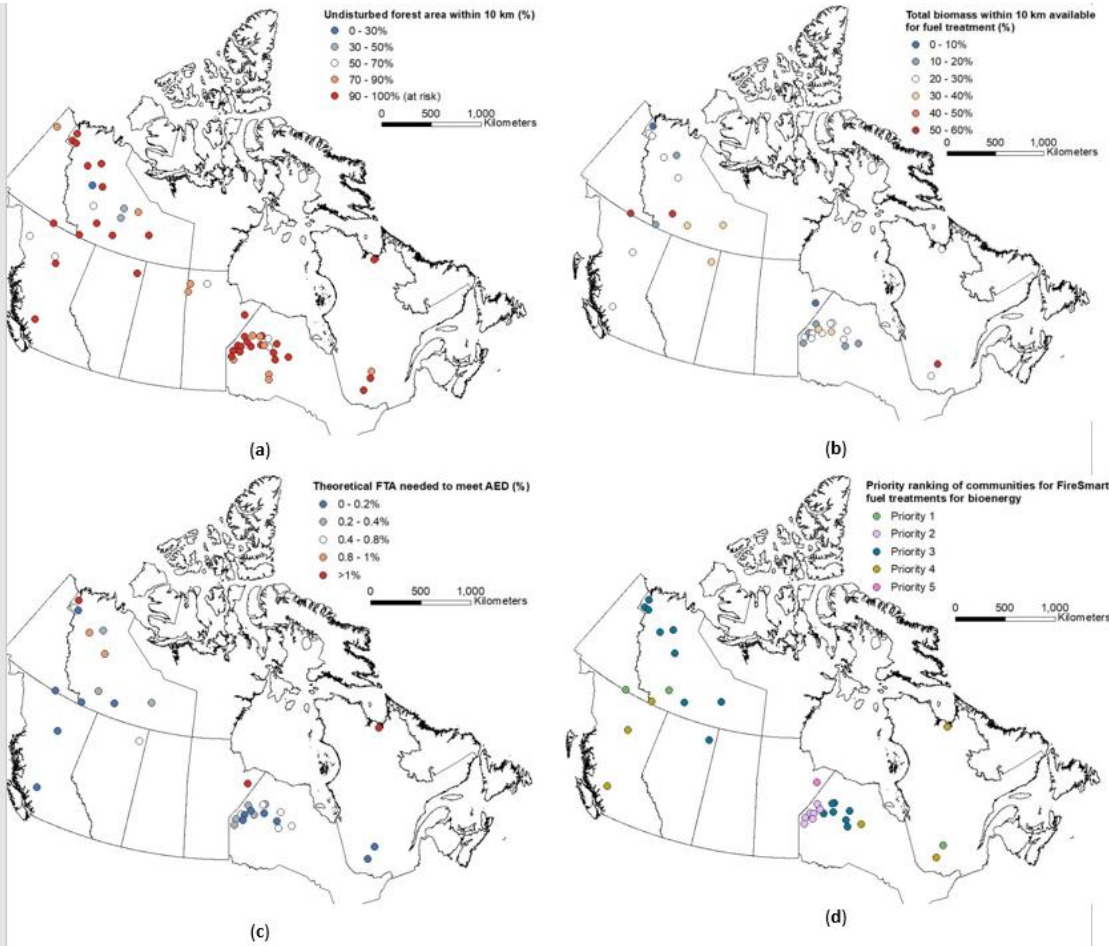 Undisturbed forest area within 10 km (%)
0 - 30%
30 - 50%
50 - 70%
70 - 90%
90 - 100% (at risk)
0 500 1,000
Kilometers
(a)
Total biomass within 10 km available
for fuel treatment (%)
0 - 10%
10 - 20%
20 - 30%
30 - 40%
40 - 50%
50 - 60%
0 500 1,000
Kilometers
(b)
Theoretical FTA needed to meet AED (%)
0 - 0.2%
0.2 - 0.4%
0.4 - 0.8%
0.8 - 1%
>1%
0 500 1,000
Kilometers
(c)
Priority ranking of communities for FireSmart
fuel treatments for bioenergy
Priority 1
Priority 2
Priority 3
Priority 4
Priority 5
0 500 1,000
Kilometers
(d)